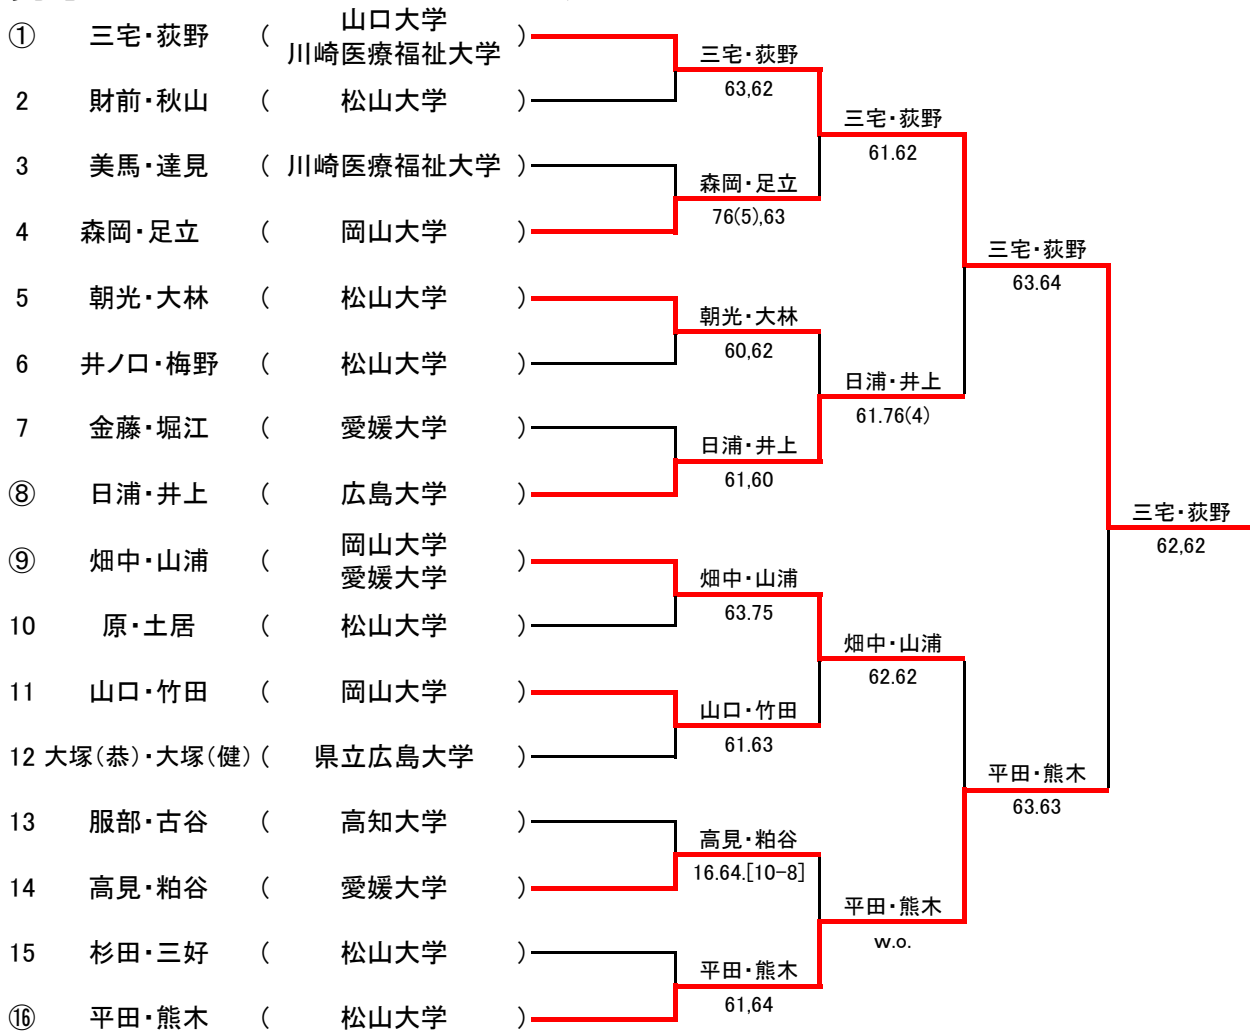 ① 三宅・荻野 ( 山口大学
川崎医療福祉大学 )
2 財前・秋山 ( 松山大学 )
3 美馬・達見 ( 川崎医療福祉大学 )
4 森岡・足立 ( 岡山大学 )
5 朝光・大林 ( 松山大学 )
6 井ノ口・梅野 ( 松山大学 )
7 金藤・堀江 ( 愛媛大学 )
⑧ 日浦・井上 ( 広島大学 )
⑨ 畑中・山浦 ( 岡山大学
愛媛大学 )
10 原・土居 ( 松山大学 )
11 山口・竹田 ( 岡山大学 )
12 大塚(恭)・大塚(健) ( 県立広島大学 )
13 服部・古谷 ( 高知大学 )
14 高見・粕谷 ( 愛媛大学 )
15 杉田・三好 ( 松山大学 )
⑯ 平田・熊木 ( 松山大学 )
三宅・荻野
63,62
森岡・足立
76(5),63
朝光・大林
60,62
日浦・井上
61,60
畑中・山浦
63.75
山口・竹田
61.63
高見・粕谷
16.64.[10-8]
平田・熊木
61,64
三宅・荻野
61.62
日浦・井上
61.76(4)
畑中・山浦
62.62
平田・熊木
w.o.
三宅・荻野
63.64
平田・熊木
63.63
三宅・荻野
62,62